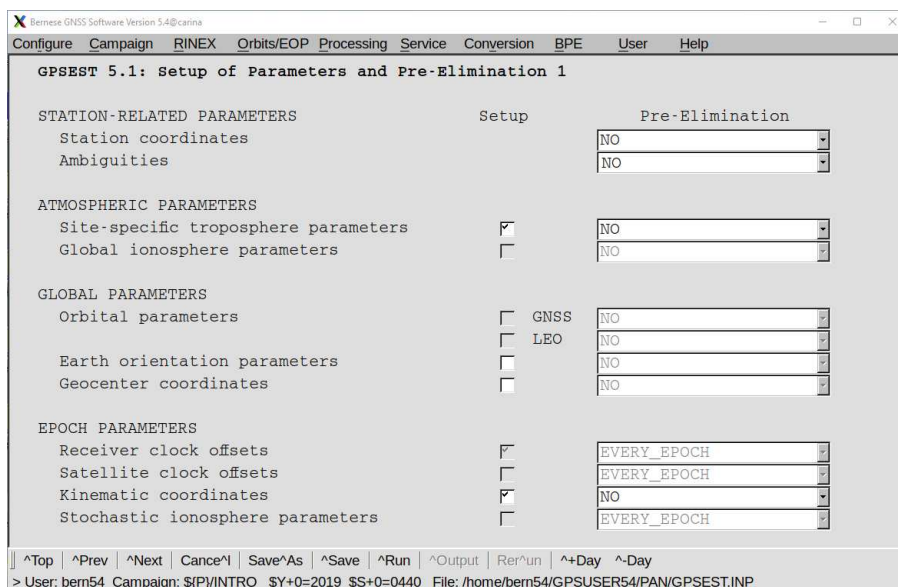 Bernese GNSS Software Version 5.4@carina
Configure Campaign RINEX Orbits/EOP Processing Service Conversion BPE User Help
GPSEST 5.1: Setup of Parameters and Pre-Elimination 1
STATION-RELATED PARAMETERS Setup Pre-Elimination
Station coordinates NO
Ambiguities NO
ATMOSPHERIC PARAMETERS
Site-specific troposphere parameters NO
Global ionosphere parameters NO
GLOBAL PARAMETERS
Orbital parameters GNSS NO
LEO NO
Earth orientation parameters NO
Geocenter coordinates NO
EPOCH PARAMETERS
Receiver clock offsets EVERY_EPOCH
Satellite clock offsets EVERY_EPOCH
Kinematic coordinates NO
Stochastic ionosphere parameters EVERY_EPOCH
^Top | ^Prev | ^Next | Cance^l | Save^As | ^Save | ^Run | ^Output | Rer^un | ^+Day ^-Day
> User: bern54 Campaign: ${P}/INTRO $Y+0=2019 $S+0=0440 File: /home/bern54/GPSUSER54/PAN/GPSEST.INP